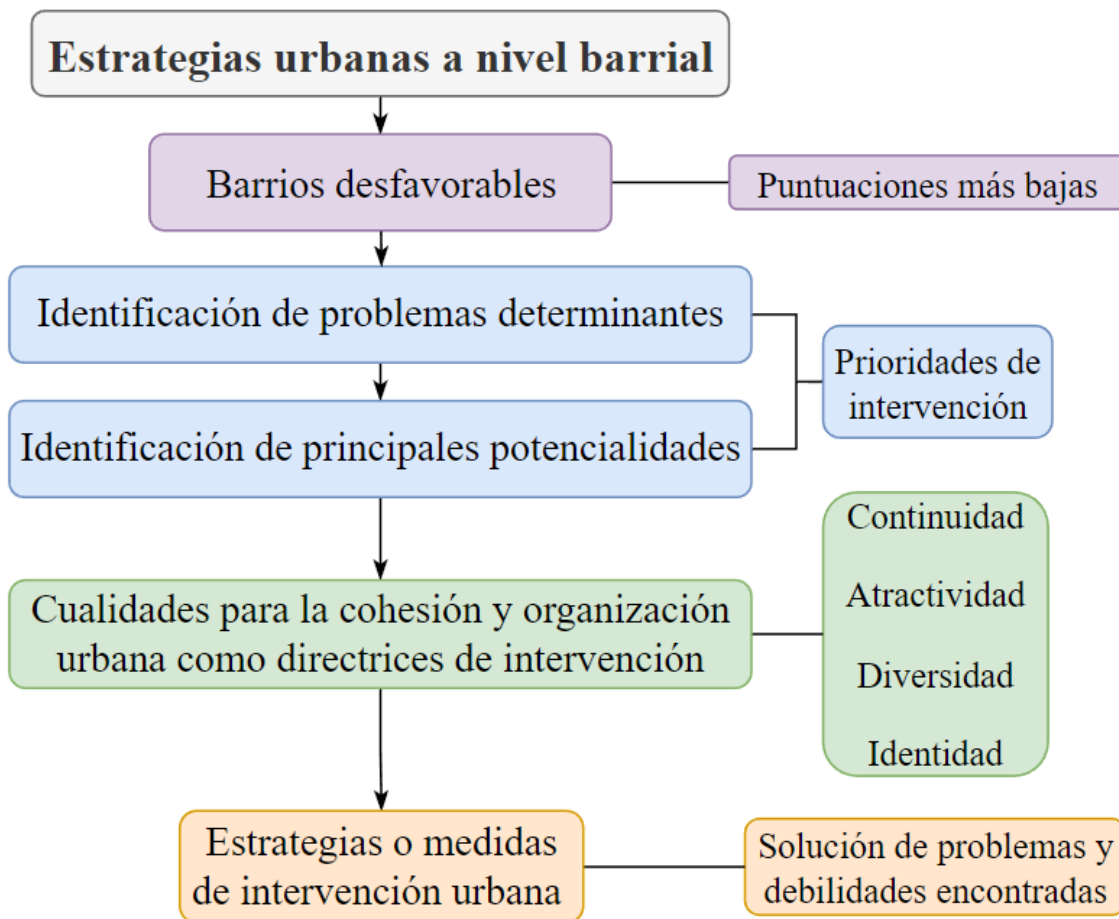 Estrategias urbanas a nivel barrial
Barrios desfavorables
Puntuaciones más bajas
Identificación de problemas determinantes
Identificación de principales potencialidades
Prioridades de
intervención
Cualidades para la cohesión y organización
urbana como directrices de intervención
Continuidad
Atractividad
Diversidad
Identidad
Estrategias o medidas
de intervención urbana
Solución de problemas y
debilidades encontradas